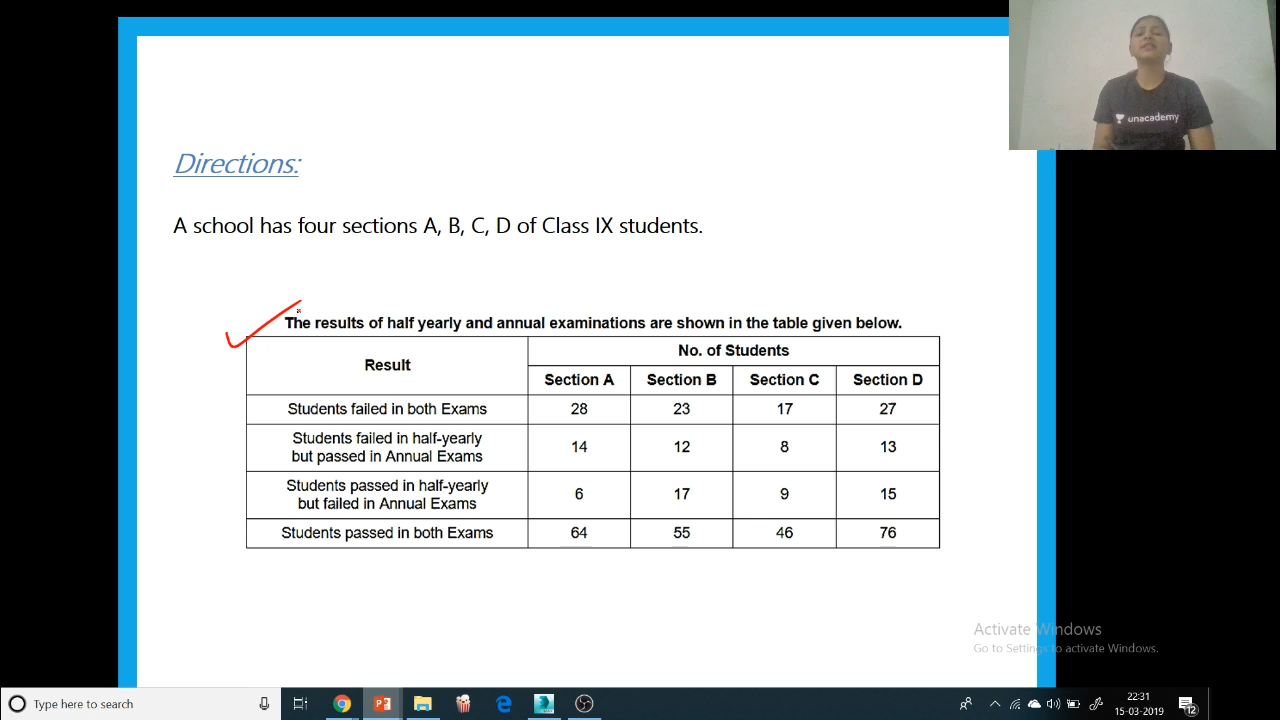 unacademy
Directions:
A school has four sections A, B, C, D of Class IX students.
The results of half yearly and annual examinations are shown in the table given below.
Result
No. of Students
Section A Section B Section C Section D
Students failed in both Exams 28 23 17 27
Students failed in half-yearly
but passed in Annual Exams 14 12 8 13
Students passed in half-yearly
but failed in Annual Exams 6 17 9 15
Students passed in both Exams 64 55 46 76
Activate Windows
Go to Settings to activate Windows.
Type here to search
22:31
15-03-2019
12